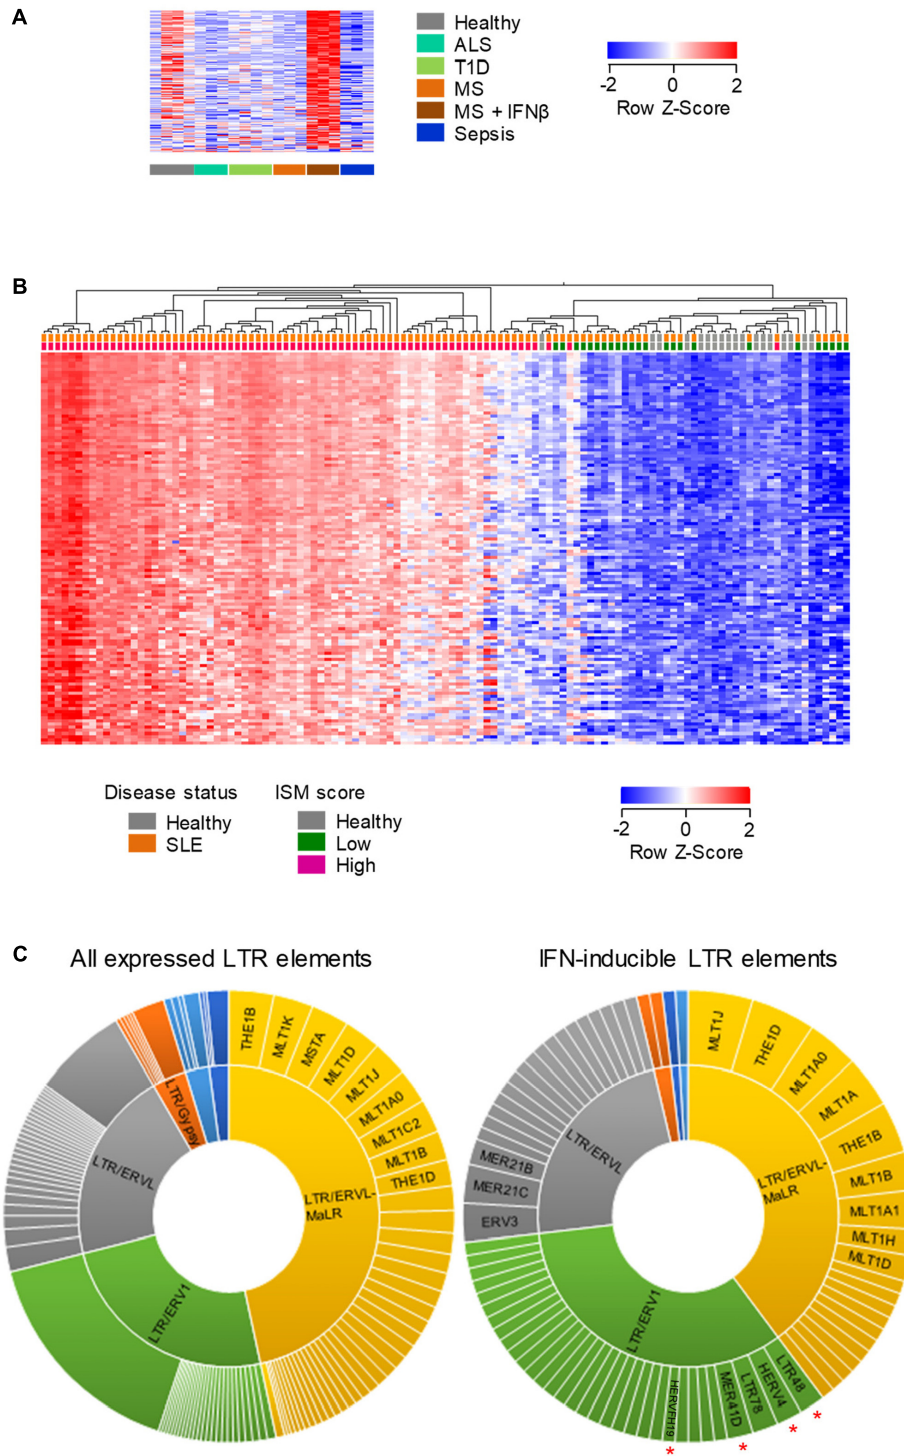 A
Healthy
ALS
T1D
MS
MS + IFNβ
Sepsis
-2 0 2
Row Z-Score
B
Disease status
Healthy
SLE
ISM score
Healthy
Low
High
-2 0 2
Row Z-Score
C
All expressed LTR elements
THE1B
MLT1K
MSTA
MLT1D
MLT1J
MLT1A0
MLT1C2
MLT1B
THE1D
LTR/ERVL-
MaLR
LTR/ERV1
LTR/ERVL
LTR/Gypsy
IFN-inducible LTR elements
MLT1J
THE1D
MLT1A0
MLT1A
THE1B
MLT1B
MLT1A1
MLT1H
MLT1D
LTR/ERVL-
MaLR
LTR48
HERV4
LTR78
MER41D
HERVFH19
* * * *
LTR/ERV1
ERV3
MER21C
MER21B
LTR/ERVL